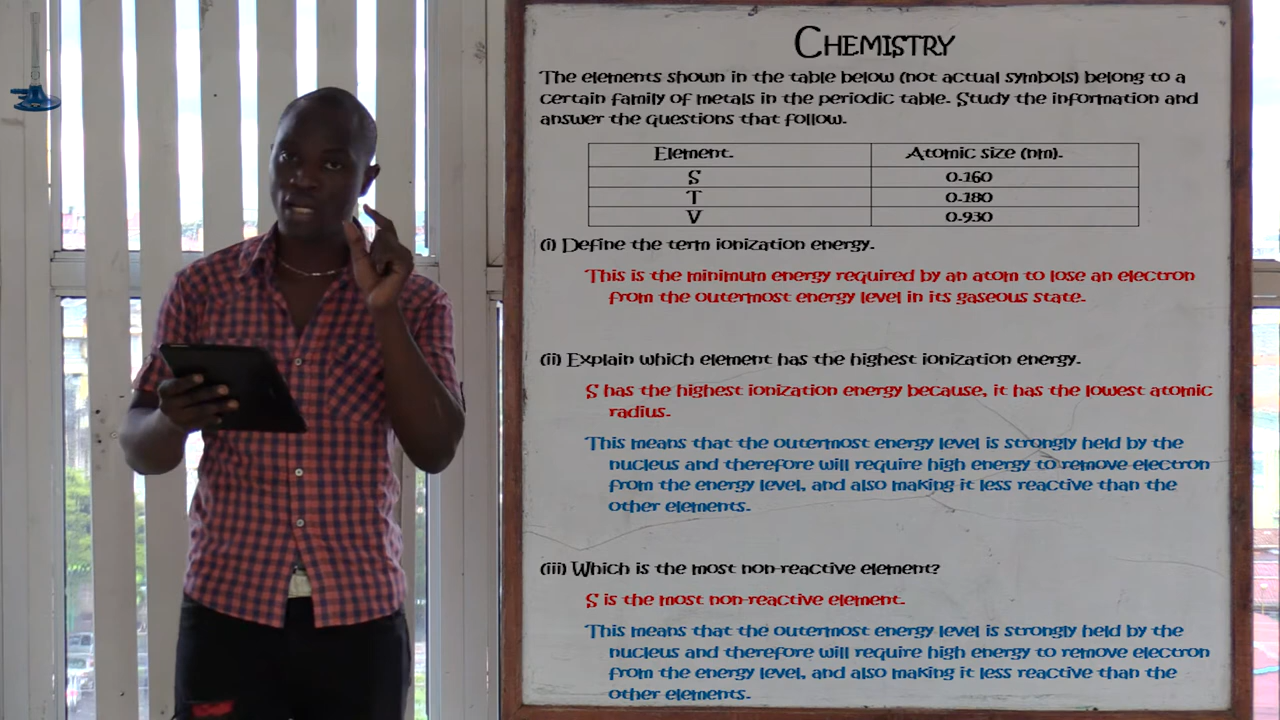 CHEMISTRY
The elements shown in the table below (not actual symbols) belong to a
certain family of metals in the periodic table. Study the information and
answer the questions that follow.
Element. Atomic size (nm).
S 0.160
T 0.180
V 0.930
(i) Define the term ionization energy.
This is the minimum energy required by an atom to lose an electron
from the outermost energy level in its gaseous state.
(ii) Explain which element has the highest ionization energy.
S has the highest ionization energy because, it has the lowest atomic
radius.
This means that the outermost energy level is strongly held by the
nucleus and therefore will require high energy to remove electron
from the energy level, and also making it less reactive than the
other elements.
(iii) Which is the most non-reactive element?
S is the most non-reactive element.
This means that the outermost energy level is strongly held by the
nucleus and therefore will require high energy to remove electron
from the energy level, and also making it less reactive than the
other elements.